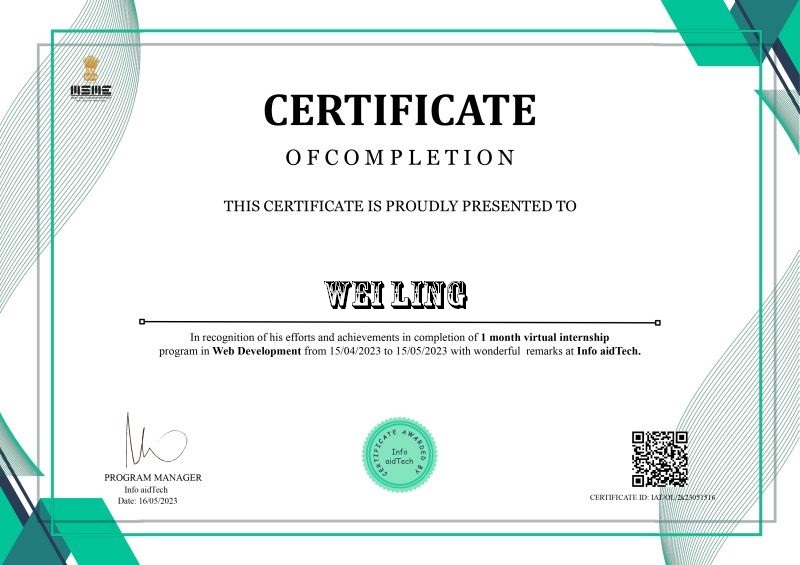 MSME
CERTIFICATE
OFCOMPLETION
THIS CERTIFICATE IS PROUDLY PRESENTED TO
WEI LING
In recognition of his efforts and achievements in completion of 1 month virtual internship
program in Web Development from 15/04/2023 to 15/05/2023 with wonderful remarks at Info aidTech.
PROGRAM MANAGER
Info aidTech
Date: 16/05/2023
CERTIFICATE AWARDED BY
Info
aidTech
CERTIFICATE ID: